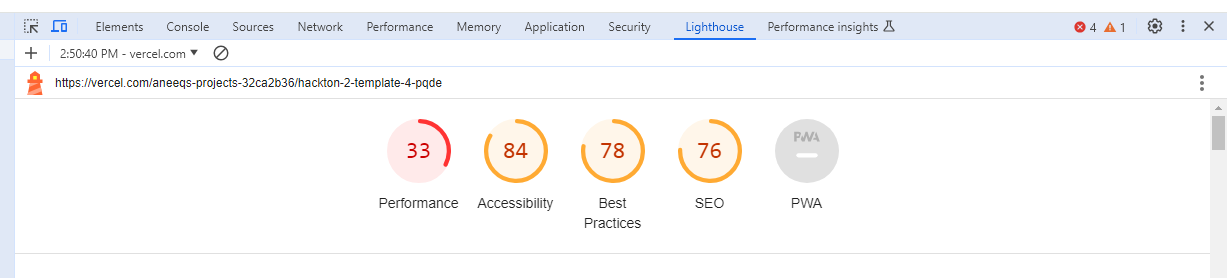 Elements Console Sources Network Performance Memory Application Security Lighthouse Performance insights 4 1
2:50:40 PM - vercel.com
https://vercel.com/aneeqs-projects-32ca2b36/hackton-2-template-4-pqde
33 84 78 76 PWA
Performance Accessibility Best Practices SEO PWA